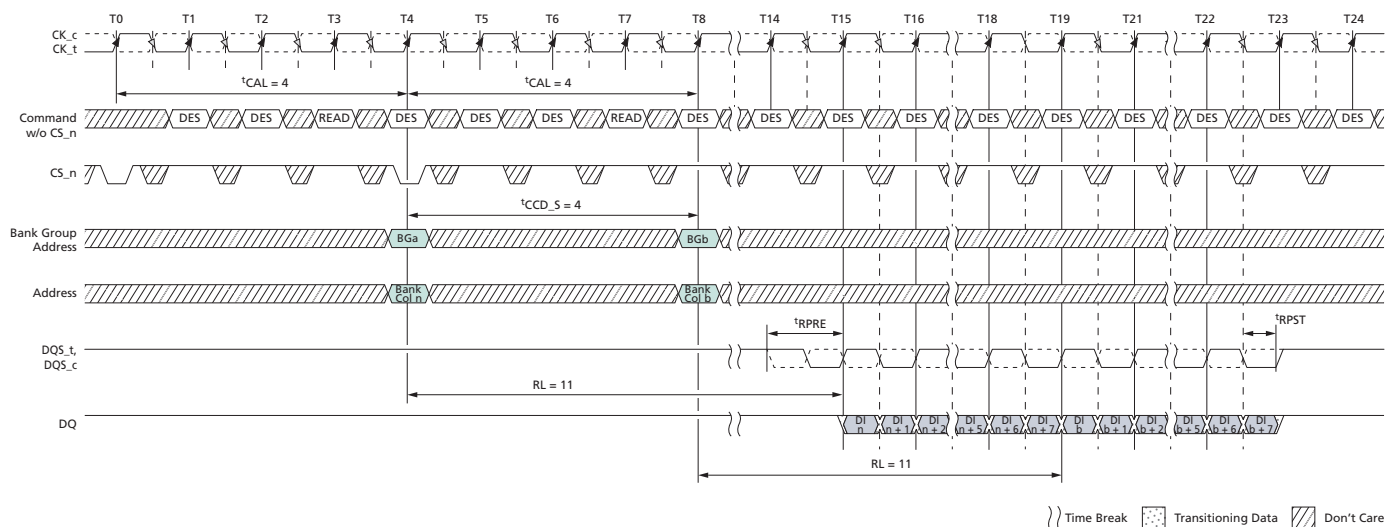 T0 T1 T2 T3 T4 T5 T6 T7 T8 T14 T15 T16 T18 T19 T21 T22 T23 T24
CK_c
CK_t
tCAL = 4 tCAL = 4
Command w/o CS_n DES DES READ DES DES DES READ DES DES DES DES DES DES DES DES DES DES
CS_n
tCCD_S = 4
Bank Group Address BGa BGb
Address Bank Col n Bank Col b
tRPRE tRPST
DQS_t, DQS_c
RL = 11
DQ DI n DI n + 1 DI n + 2 DI n + 5 DI n + 6 DI n + 7 DI b DI b + 1 DI b + 2 DI b + 5 DI b + 6 DI b + 7
RL = 11
Time Break Transitioning Data Don't Care